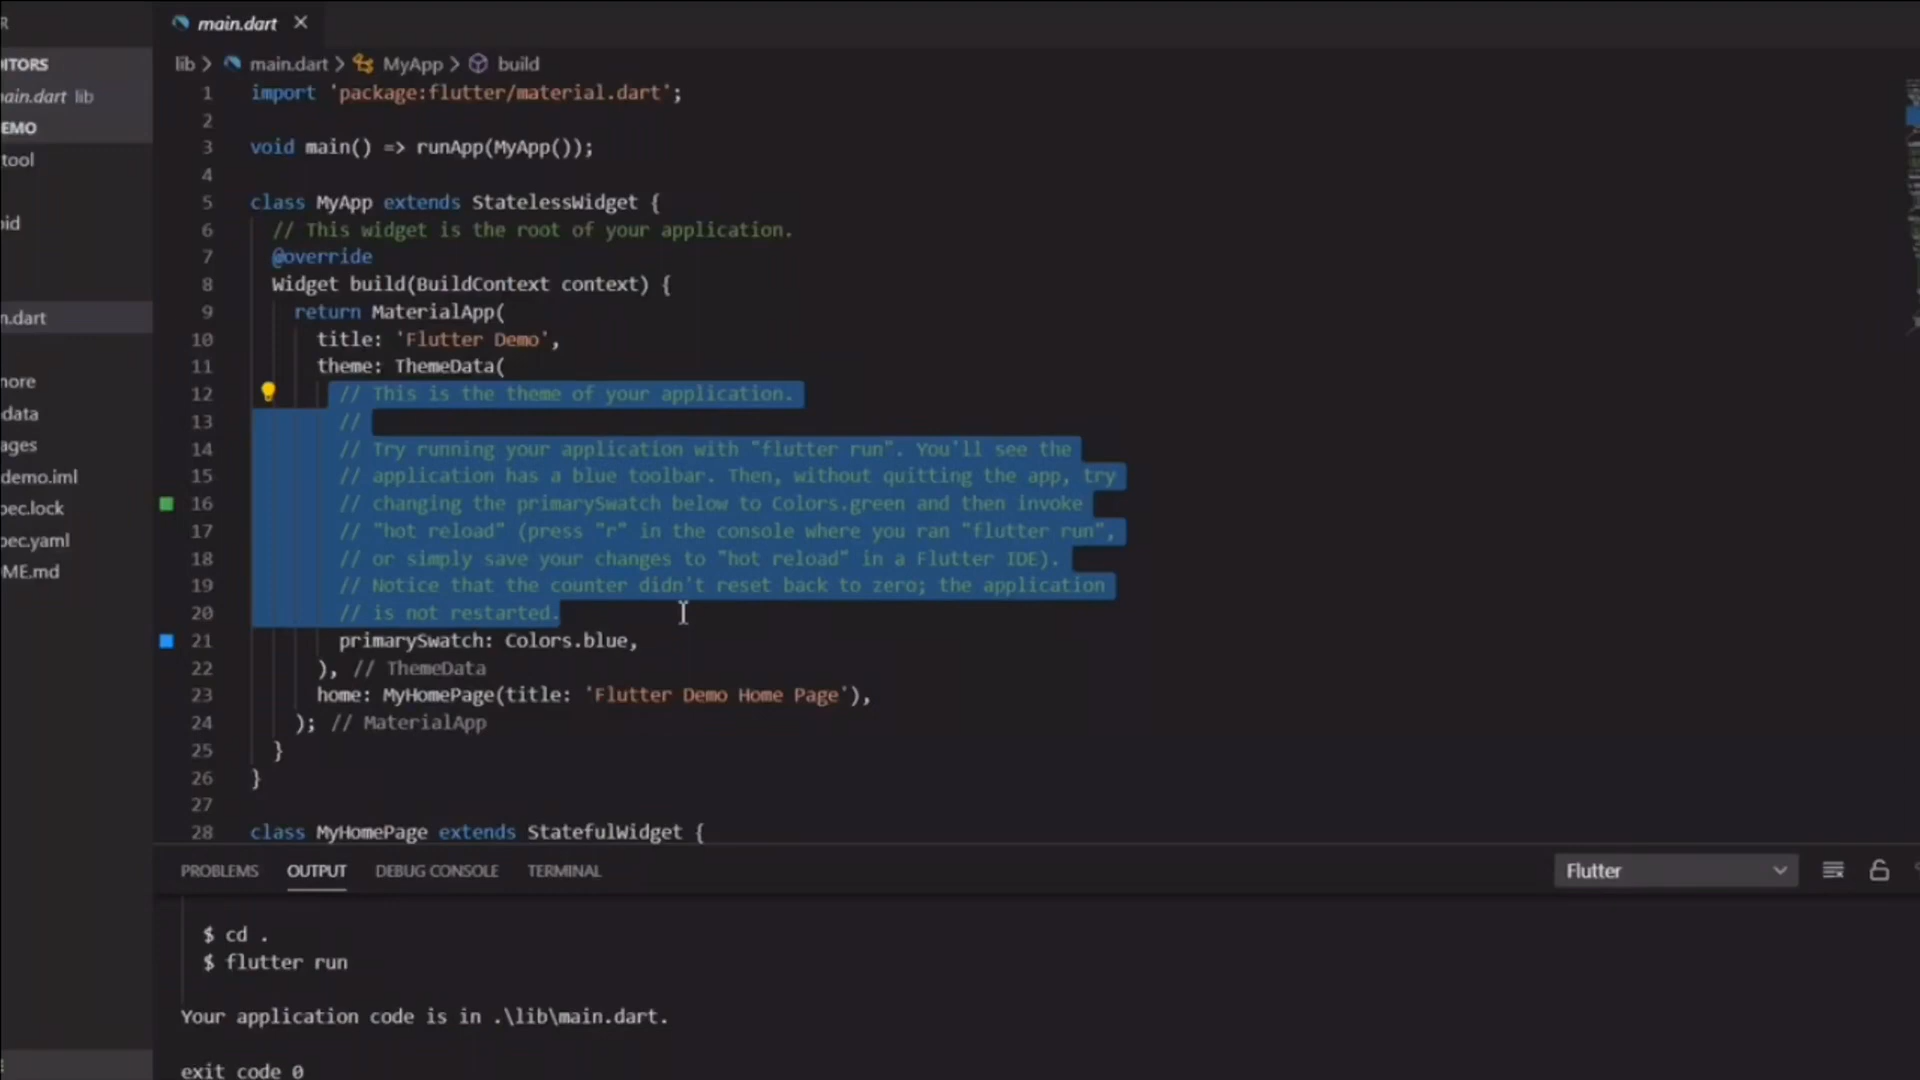 R
main.dart
ITORS
ain.dart lib
EMO
tool
oid
n.dart
nore
data
ages
demo.iml
pec.lock
pec.yaml
ME.md
lib > main.dart > MyApp > build
1 import 'package:flutter/material.dart';
2
3 void main() => runApp(MyApp());
4
5 class MyApp extends StatelessWidget {
6 // This widget is the root of your application.
7 @override
8 Widget build(BuildContext context) {
9 return MaterialApp(
10 title: 'Flutter Demo',
11 theme: ThemeData(
12 // This is the theme of your application.
13 //
14 // Try running your application with "flutter run". You'll see the
15 // application has a blue toolbar. Then, without quitting the app, try
16 // changing the primarySwatch below to Colors.green and then invoke
17 // "hot reload" (press "r" in the console where you ran "flutter run",
18 // or simply save your changes to "hot reload" in a Flutter IDE).
19 // Notice that the counter didn't reset back to zero; the application
20 // is not restarted.
21 primarySwatch: Colors.blue,
22 ), // ThemeData
23 home: MyHomePage(title: 'Flutter Demo Home Page'),
24 ); // MaterialApp
25 }
26 }
27
28 class MyHomePage extends StatefulWidget {
PROBLEMS OUTPUT DEBUG CONSOLE TERMINAL Flutter
$ cd .
$ flutter run
Your application code is in .\lib\main.dart.
exit code 0